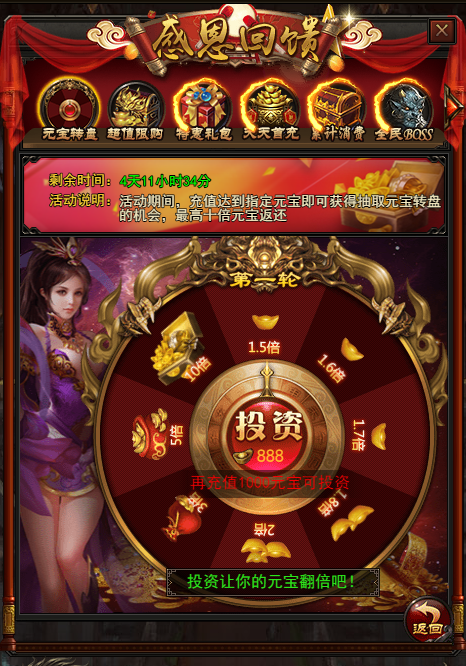 感恩回馈
元宝转盘 超值限购 特惠礼包 天天首充 累计消费 全民BOSS
剩余时间：4天11小时34分
活动说明：活动期间，充值达到指定元宝即可获得抽取元宝转盘
的机会，最高十倍元宝返还
第一轮
1.5倍
1.6倍
1.7倍
1.8倍
2倍
3倍
5倍
10倍
投资
888
再充值1000元宝可投资
投资让你的元宝翻倍吧！
返回